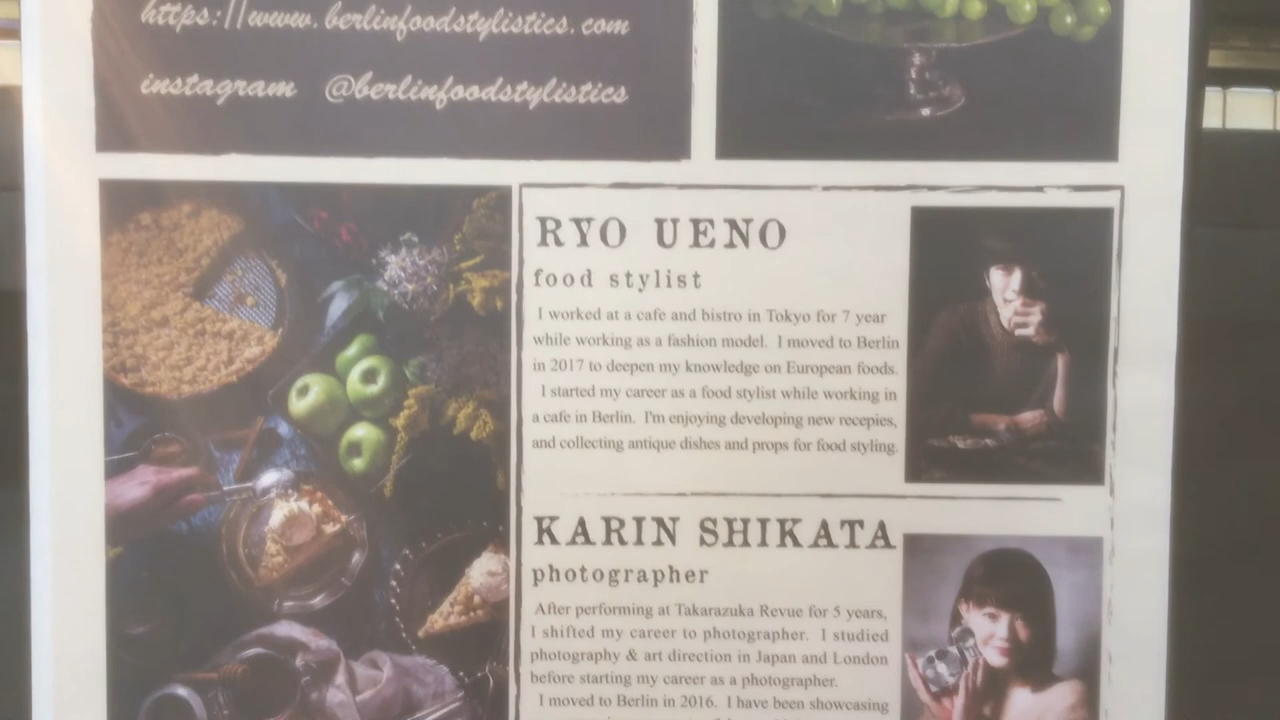 https://www.berlinfoodstylistics.com
instagram @berlinfoodstylistics
RYO UENO
food stylist
I worked at a cafe and bistro in Tokyo for 7 year
while working as a fashion model. I moved to Berlin
in 2017 to deepen my knowledge on European foods.
I started my career as a food stylist while working in
a cafe in Berlin. I'm enjoying developing new recepies,
and collecting antique dishes and props for food styling.
KARIN SHIKATA
photographer
After performing at Takarazuka Revue for 5 years,
I shifted my career to photographer. I studied
photography & art direction in Japan and London
before starting my career as a photographer.
I moved to Berlin in 2016. I have been showcasing